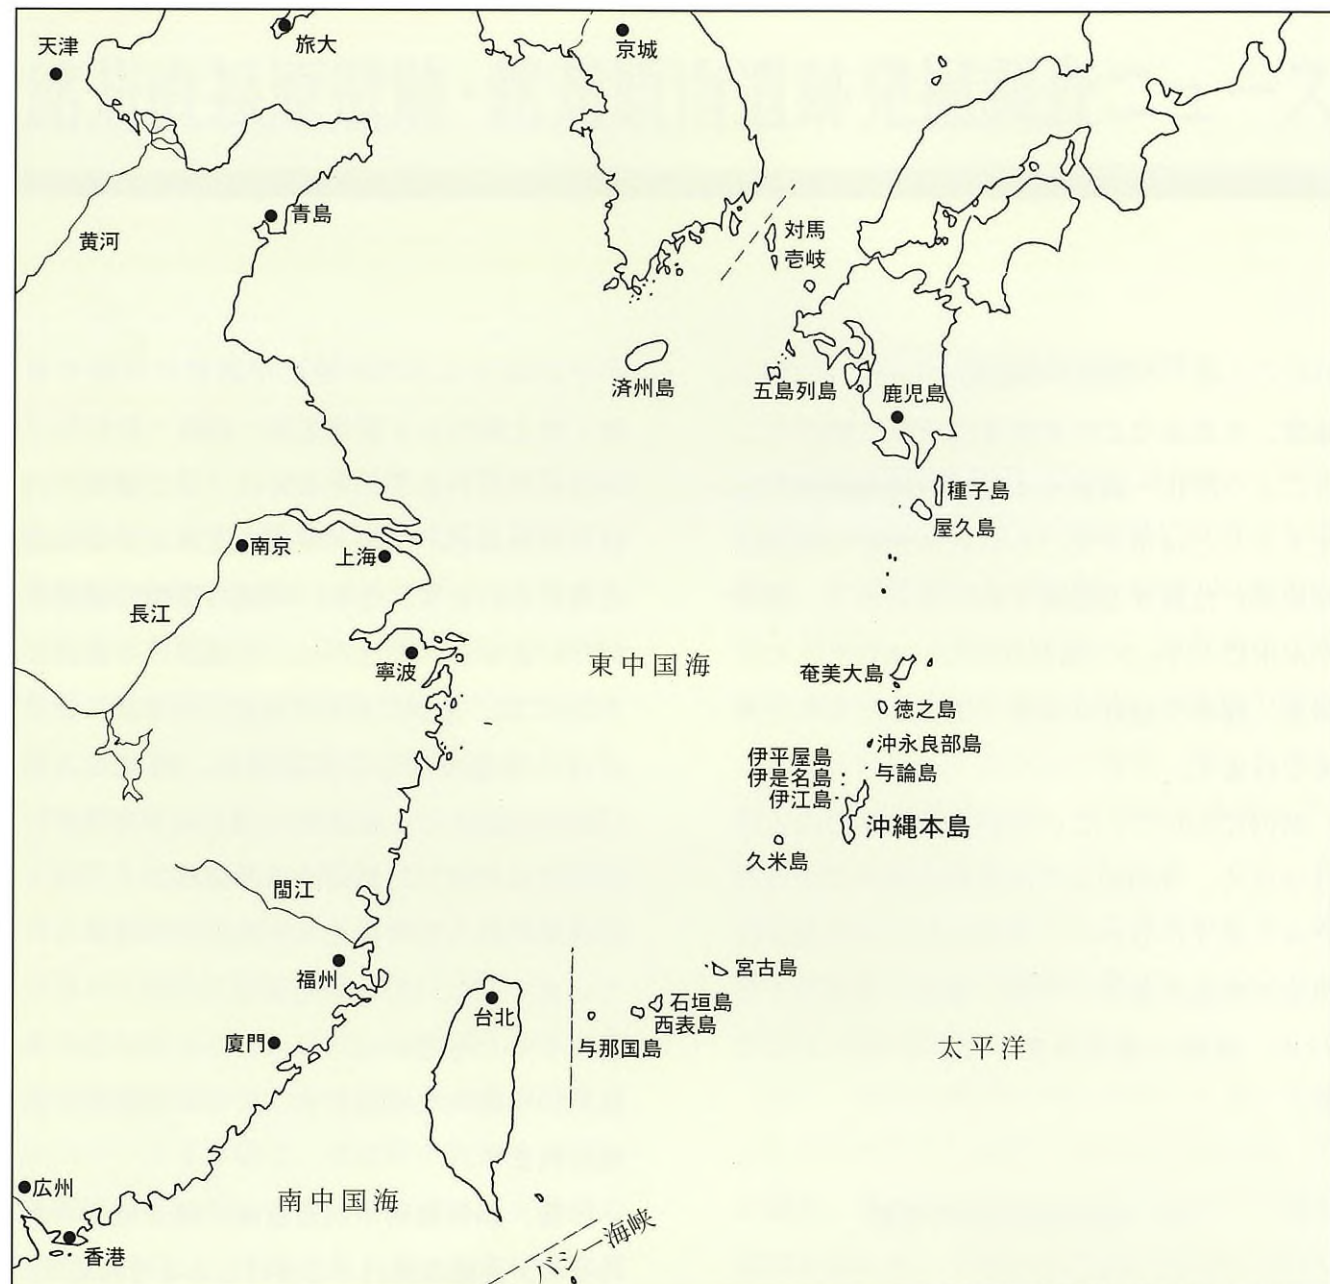 天津
旅大
京城
青島
黄河
対馬
壱岐
済州島
五島列島
鹿児島
種子島
屋久島
南京
上海
長江
寧波
東中国海
奄美大島
徳之島
沖永良部島
与論島
伊平屋島
伊是名島
伊江島
沖縄本島
久米島
閩江
福州
台北
宮古島
石垣島
西表島
与那国島
廈門
太平洋
広州
南中国海
香港
バシー海峡